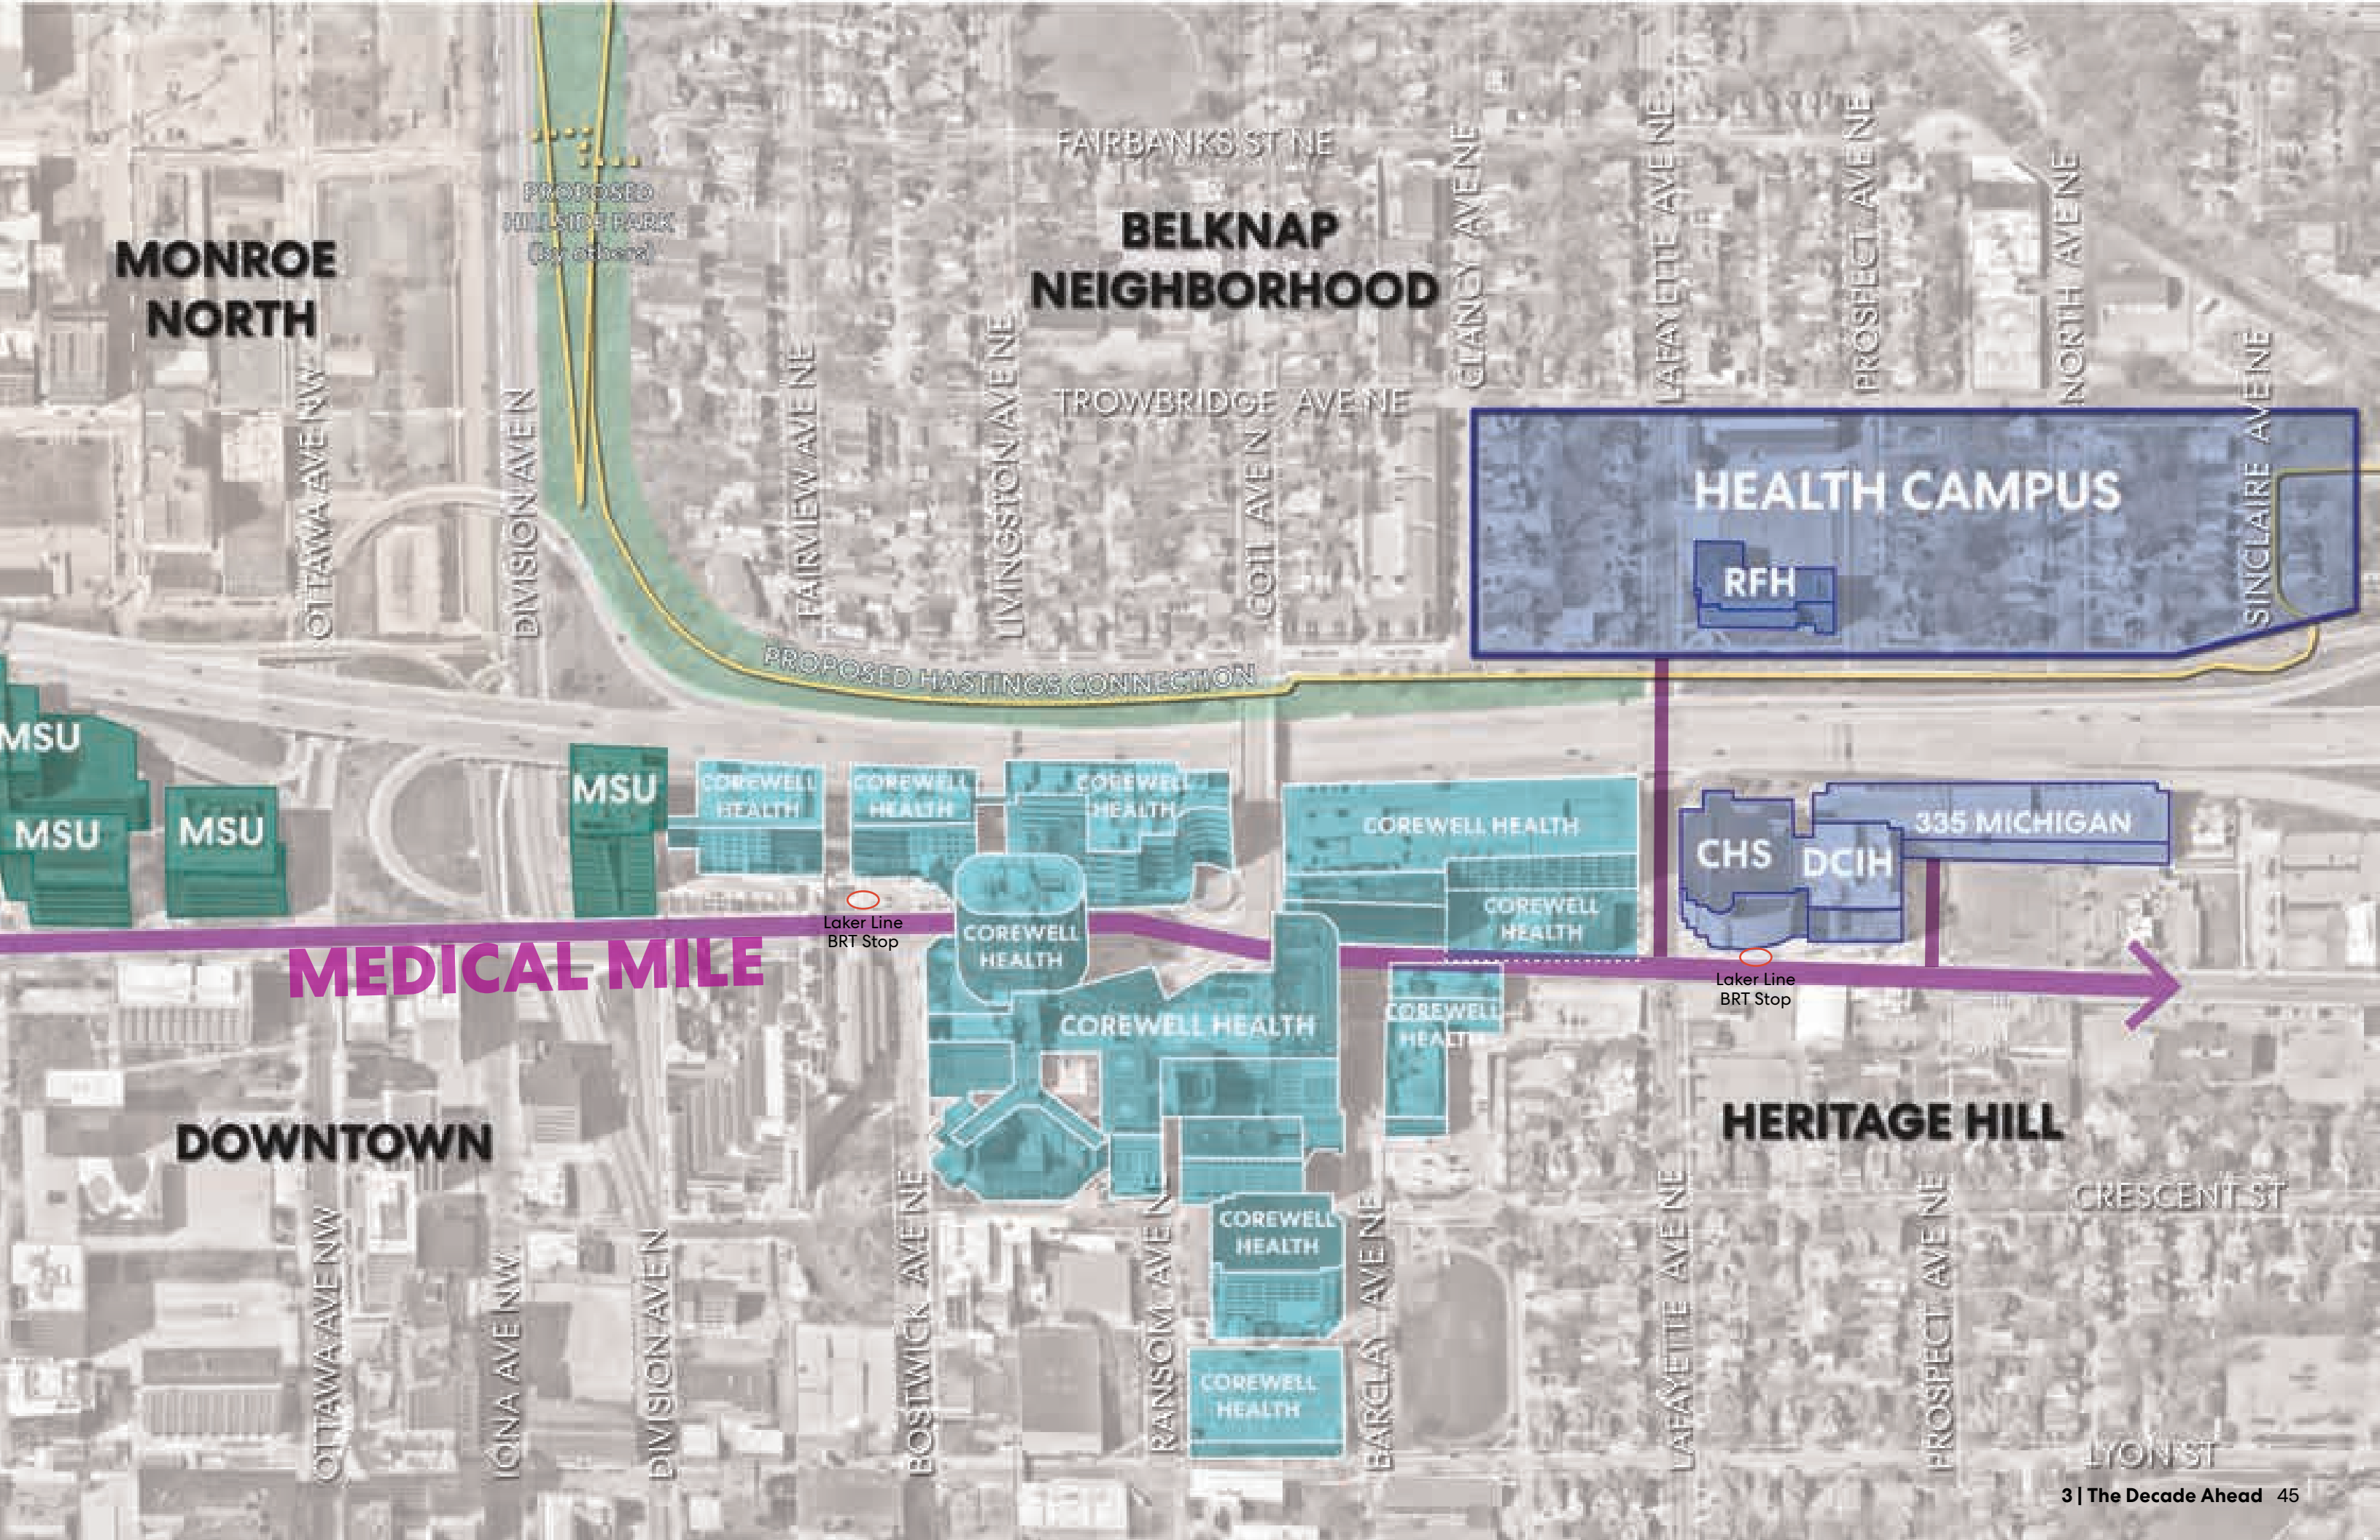 FAIRBANKS ST NE
CLANCY AVE NE
LAFAYETTE AVE NE
PROSPECT AVE NE
NORTH AVE NE
PROPOSED
HILLSIDE PARK
(by others)
MONROE
NORTH
BELKNAP
NEIGHBORHOOD
OTTAWA AVE NW
DIVISION AVE N
FAIRVIEW AVE NE
LIVINGSTON AVE NE
TROWBRIDGE AVE NE
COIT AVE N
SINCLAIRE AVE NE
HEALTH CAMPUS
RFH
PROPOSED HASTINGS CONNECTION
MSU
MSU
MSU
MSU
COREWELL
HEALTH
COREWELL
HEALTH
COREWELL
HEALTH
COREWELL HEALTH
COREWELL
HEALTH
CHS
DCIH
335 MICHIGAN
Laker Line
BRT Stop
COREWELL
HEALTH
MEDICAL MILE
Laker Line
BRT Stop
COREWELL HEALTH
COREWELL
HEALTH
DOWNTOWN
HERITAGE HILL
CRESCENT ST
COREWELL
HEALTH
OTTAWA AVE NW
IONA AVE NW
DIVISION AVE N
BOSTWICK AVE NE
RANSOM AVE N
BARCLAY AVE NE
LAFAYETTE AVE NE
PROSPECT AVE NE
COREWELL
HEALTH
LYON ST
3 | The Decade Ahead 45